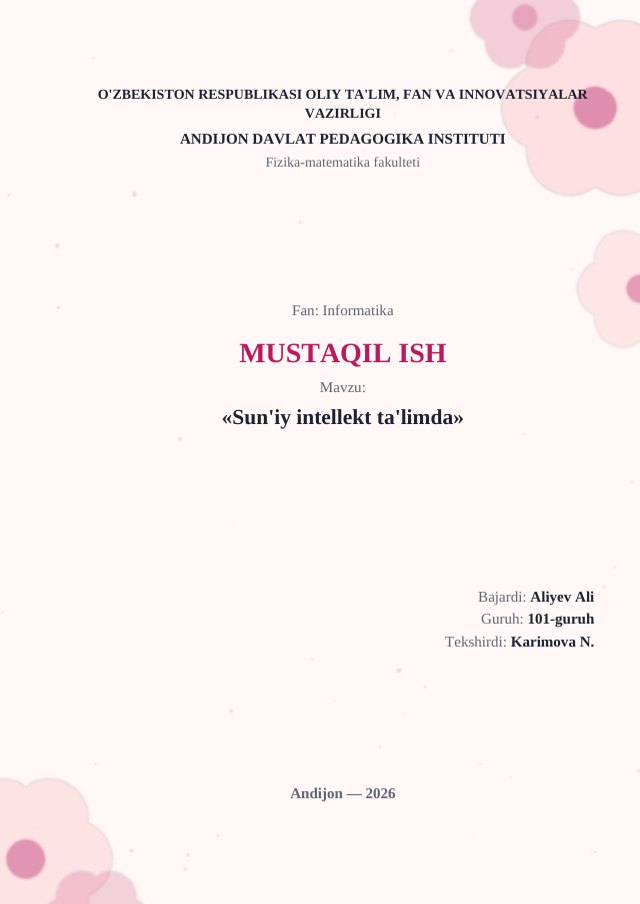 O'ZBEKISTON RESPUBLIKASI OLIY TA'LIM, FAN VA INNOVATSIYALAR
VAZIRLIGI
ANDIJON DAVLAT PEDAGOGIKA INSTITUTI
Fizika-matematika fakulteti
Fan: Informatika
MUSTAQIL ISH
Mavzu:
«Sun'iy intellekt ta'limda»
Bajardi: Aliyev Ali
Guruh: 101-guruh
Tekshirdi: Karimova N.
Andijon — 2026